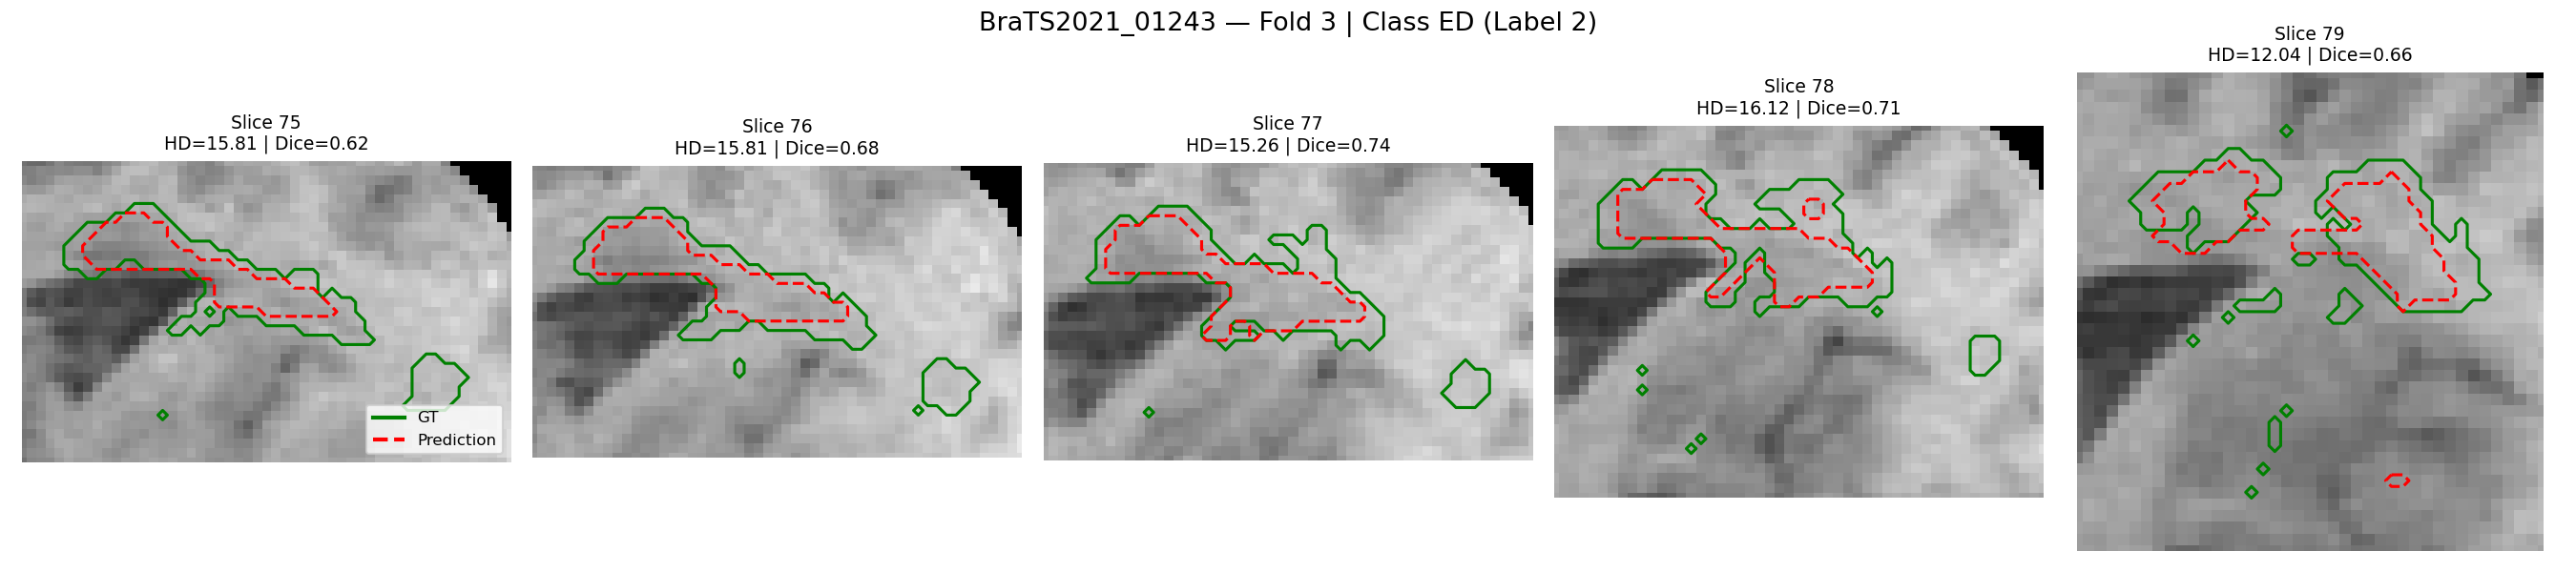 BraTS2021_01243 — Fold 3 | Class ED (Label 2)
Slice 75
HD=15.81 | Dice=0.62
Slice 76
HD=15.81 | Dice=0.68
Slice 77
HD=15.26 | Dice=0.74
Slice 78
HD=16.12 | Dice=0.71
Slice 79
HD=12.04 | Dice=0.66
GT
Prediction